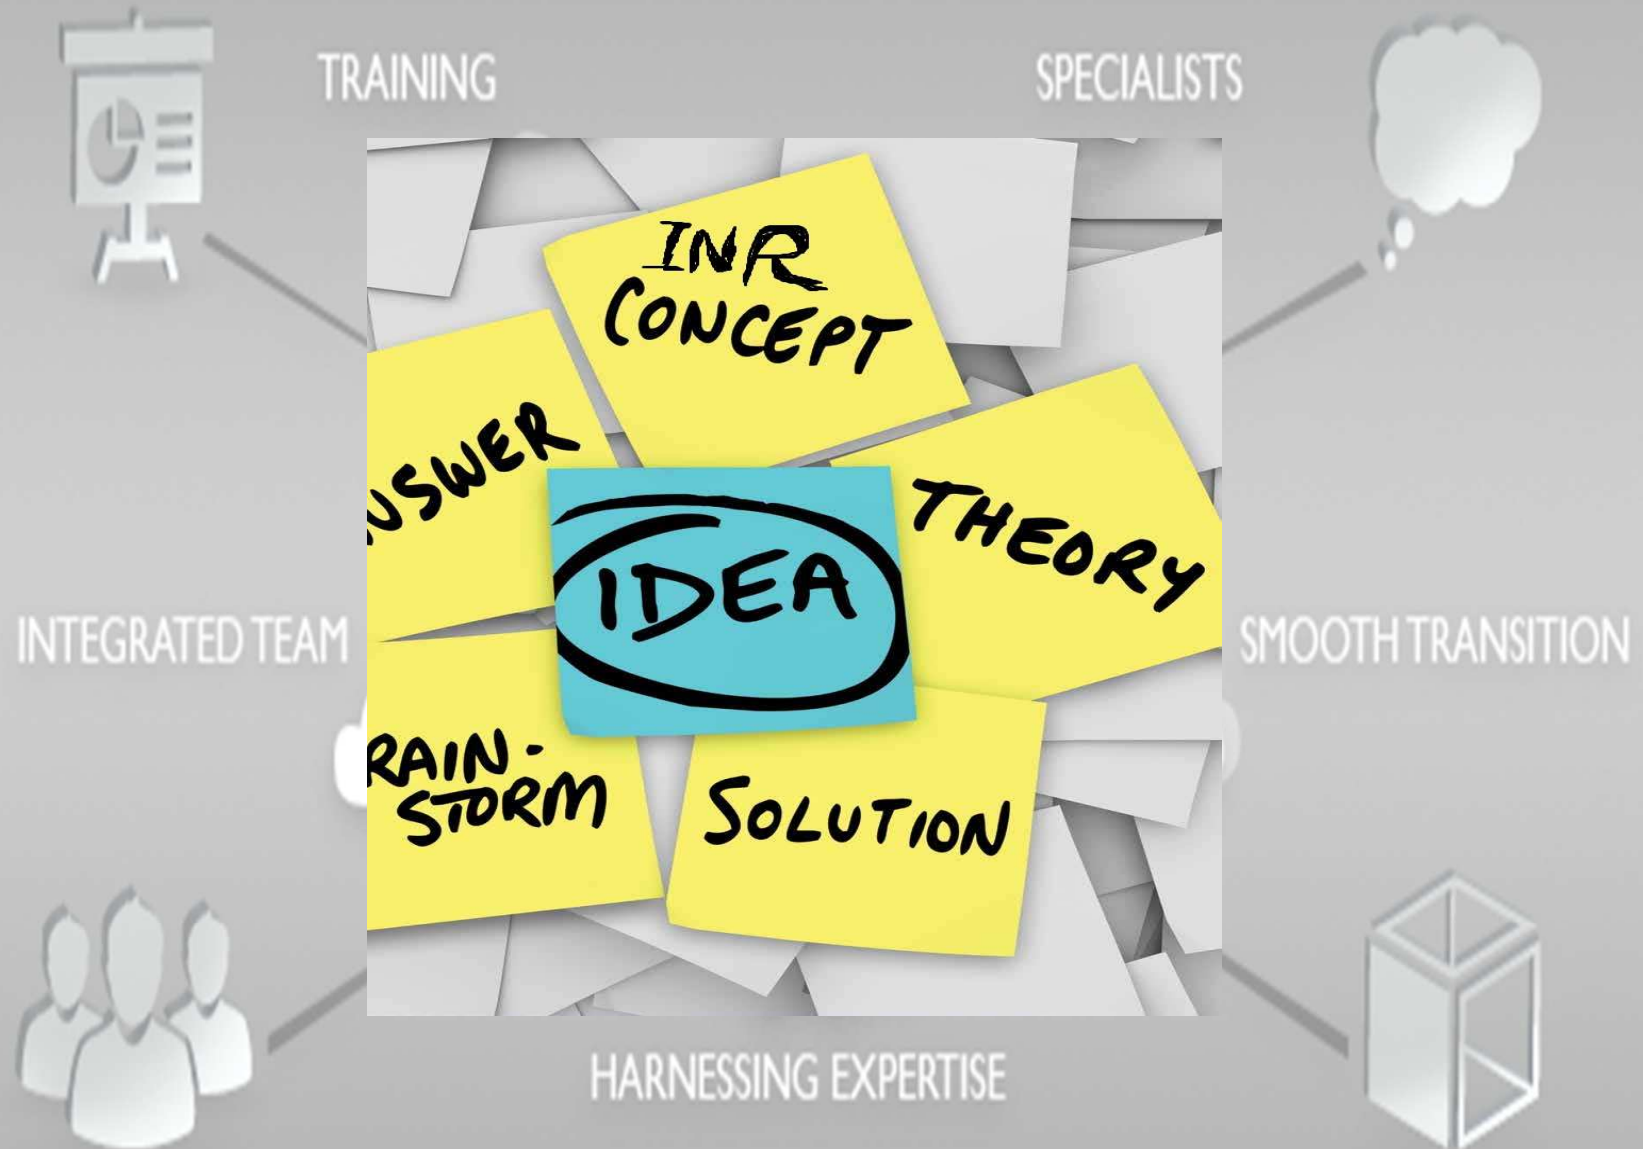 TRAINING
SPECIALISTS
INR
CONCEPT
NSWER
THEORY
IDEA
INTEGRATED TEAM
SMOOTH TRANSITION
RAIN-
STORM
SOLUTION
HARNESSING EXPERTISE